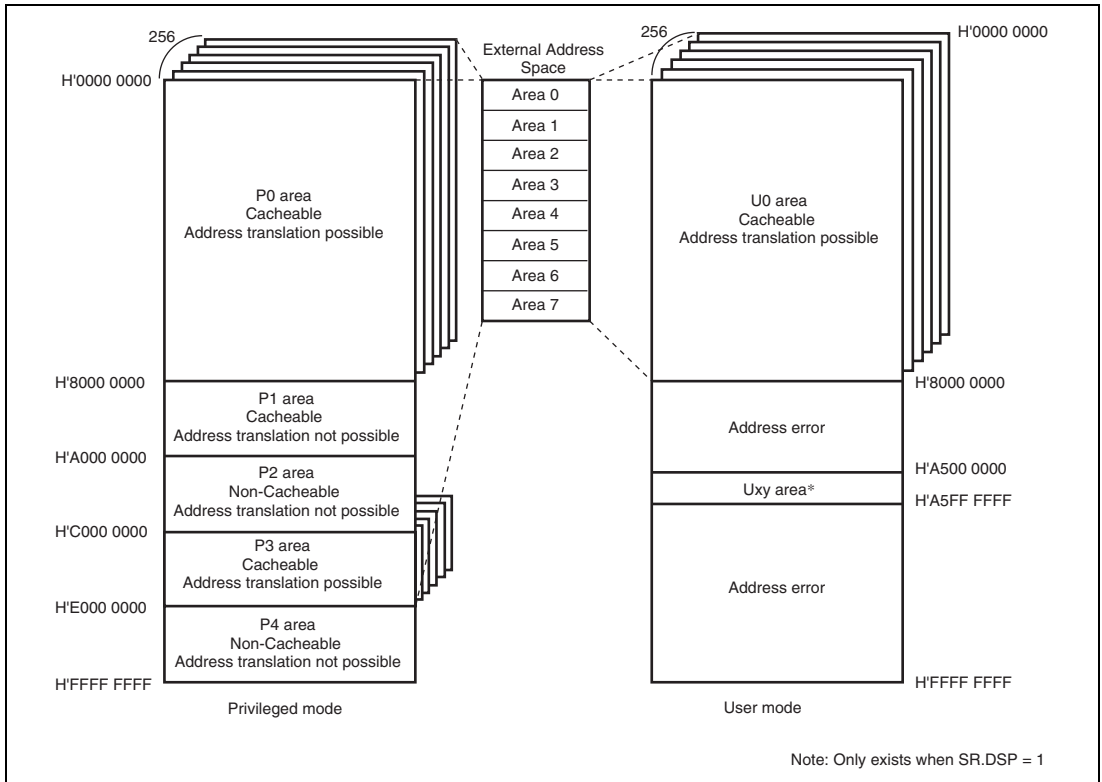 256
H'0000 0000
P0 area
Cacheable
Address translation possible
H'8000 0000
P1 area
Cacheable
Address translation not possible
H'A000 0000
P2 area
Non-Cacheable
Address translation not possible
H'C000 0000
P3 area
Cacheable
Address translation possible
H'E000 0000
P4 area
Non-Cacheable
Address translation not possible
H'FFFF FFFF
Privileged mode
External Address
Space
Area 0
Area 1
Area 2
Area 3
Area 4
Area 5
Area 6
Area 7
256
H'0000 0000
U0 area
Cacheable
Address translation possible
H'8000 0000
Address error
H'A500 0000
Uxy area*
H'A5FF FFFF
Address error
H'FFFF FFFF
User mode
Note: Only exists when SR.DSP = 1